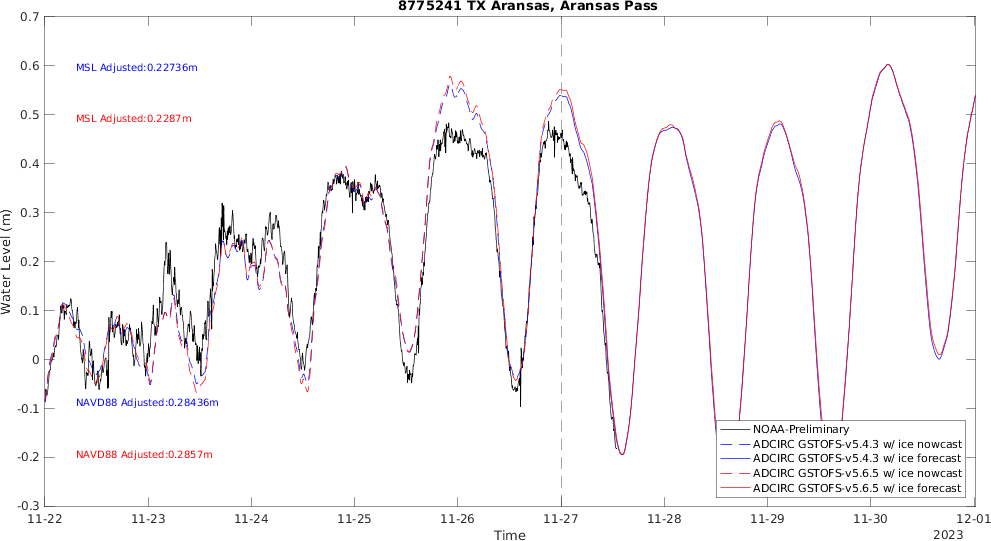 8775241 TX Aransas, Aransas Pass
0.7
0.6
0.5
0.4
0.3
0.2
0.1
0
-0.1
-0.2
-0.3
Water Level (m)
MSL Adjusted:0.22736m
MSL Adjusted:0.2287m
NAVD88 Adjusted:0.28436m
NAVD88 Adjusted:0.2857m
NOAA-Preliminary
ADCIRC GSTOFS-v5.4.3 w/ ice nowcast
ADCIRC GSTOFS-v5.4.3 w/ ice forecast
ADCIRC GSTOFS-v5.6.5 w/ ice nowcast
ADCIRC GSTOFS-v5.6.5 w/ ice forecast
11-22 11-23 11-24 11-25 11-26 11-27 11-28 11-29 11-30 12-01
Time
2023